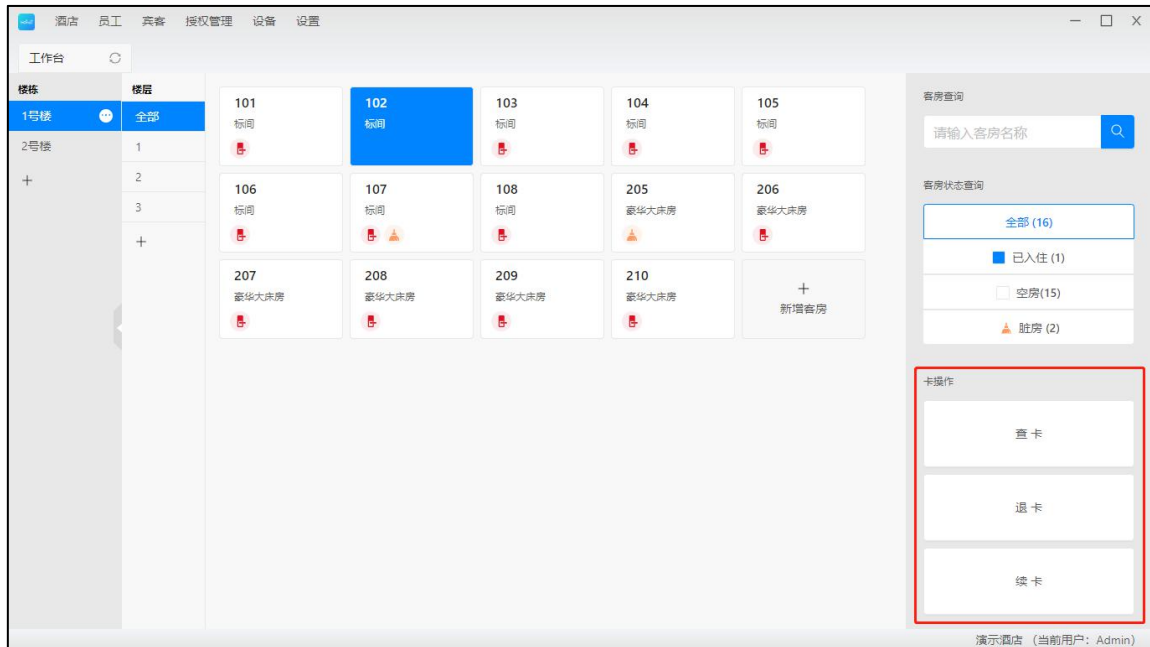 酒店 员工 宾客 授权管理 设备 设置
工作台
楼栋
1号楼
2号楼
楼层
全部
1
2
3
101
标间
102
标间
103
标间
104
标间
105
标间
106
标间
107
标间
108
标间
205
豪华大床房
206
豪华大床房
207
豪华大床房
208
豪华大床房
209
豪华大床房
210
豪华大床房
+
新增客房
客房查询
请输入客房名称
客房状态查询
全部 (16)
已入住 (1)
空房(15)
脏房 (2)
卡操作
查 卡
退 卡
续 卡
演示酒店 （当前用户：Admin）